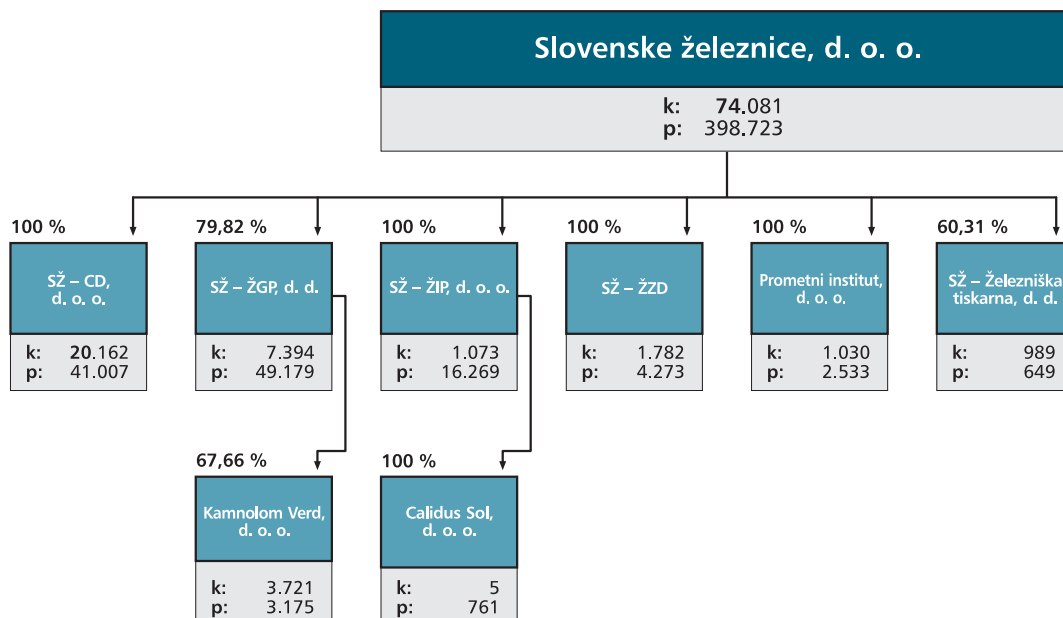 Slovenske železnice, d. o. o.
k: 74.081
p: 398.723
100 %
SŽ – CD,
d. o. o.
k: 20.162
p: 41.007
79,82 %
SŽ – ŽGP, d. d.
k: 7.394
p: 49.179
100 %
SŽ – ŽIP, d. o. o.
k: 1.073
p: 16.269
100 %
SŽ – ŽZD
k: 1.782
p: 4.273
100 %
Prometni institut,
d. o. o.
k: 1.030
p: 2.533
60,31 %
SŽ – Železniška
tiskarna, d. d.
k: 989
p: 649
67,66 %
Kamnolom Verd,
d. o. o.
k: 3.721
p: 3.175
100 %
Calidus Sol,
d. o. o.
k: 5
p: 761